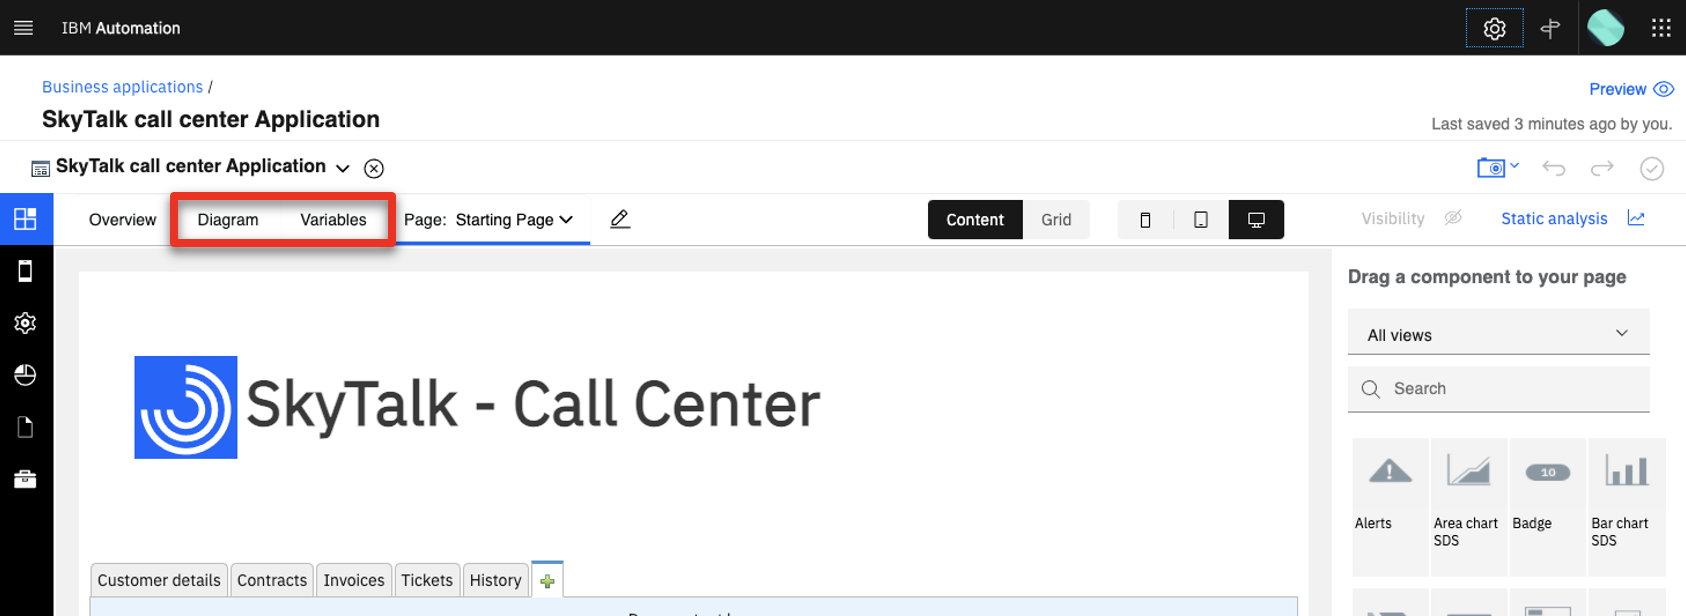 IBM Automation
Business applications /
Preview
SkyTalk call center Application
Last saved 3 minutes ago by you.
SkyTalk call center Application
Overview Diagram Variables Page: Starting Page Content Grid Visibility Static analysis
Drag a component to your page
All views
Search
SkyTalk - Call Center
10
Alerts Area chart SDS Badge Bar chart SDS
Customer details Contracts Invoices Tickets History